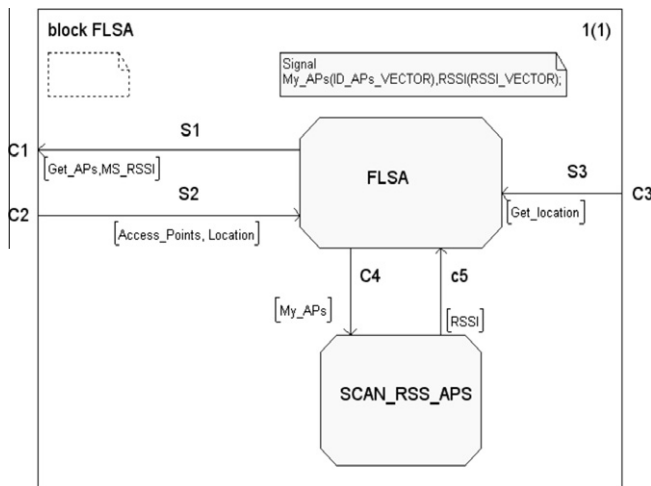 block FLSA
1(1)
Signal
My_APs(ID_APs_VECTOR),RSSI(RSSI_VECTOR);
S1
C1
[Get_APs,MS_RSSI]
FLSA
S2
S3
C2
C3
[Get_location]
[Access_Points, Location]
C4
c5
[My_APs]
[RSSI]
SCAN_RSS_APS